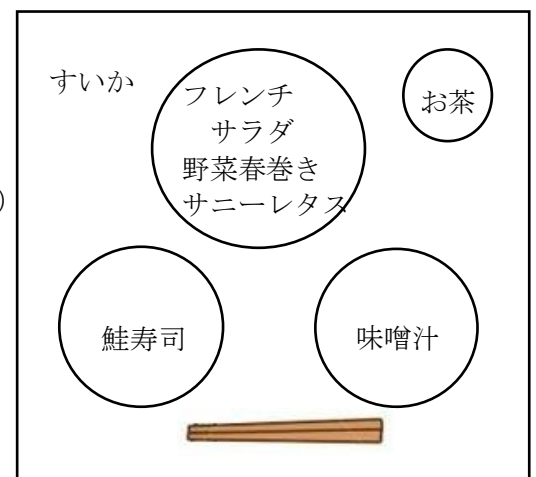 すいか
フレンチ
サラダ
野菜春巻き
サニーレタス
お茶
)
鮭寿司
味噌汁